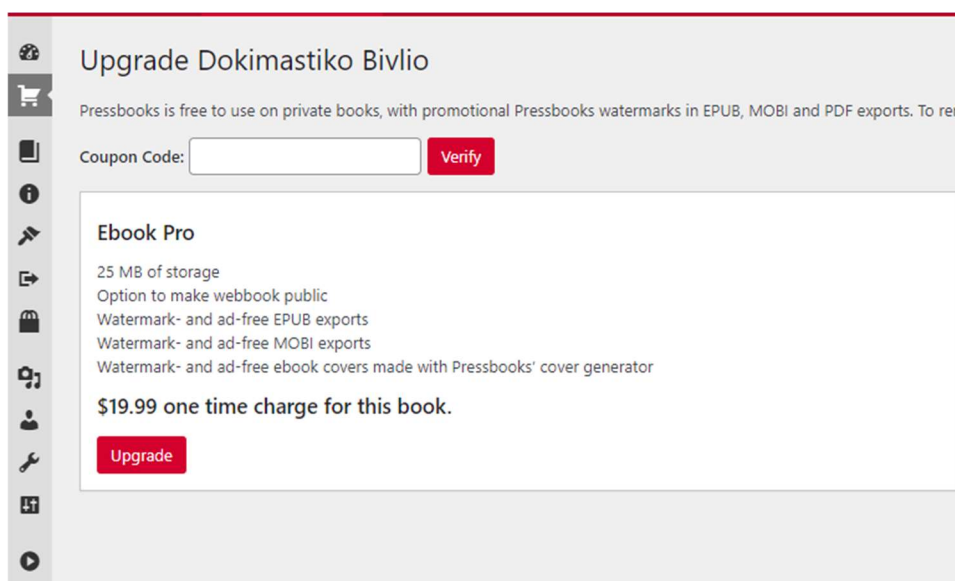 Upgrade Dokimastiko Bivlio
Pressbooks is free to use on private books, with promotional Pressbooks watermarks in EPUB, MOBI and PDF exports. To
Coupon Code:
Verify
Ebook Pro
25 MB of storage
Option to make webbook public
Watermark- and ad-free EPUB exports
Watermark- and ad-free MOBI exports
Watermark- and ad-free ebook covers made with Pressbooks' cover generator
$19.99 one time charge for this book.
Upgrade